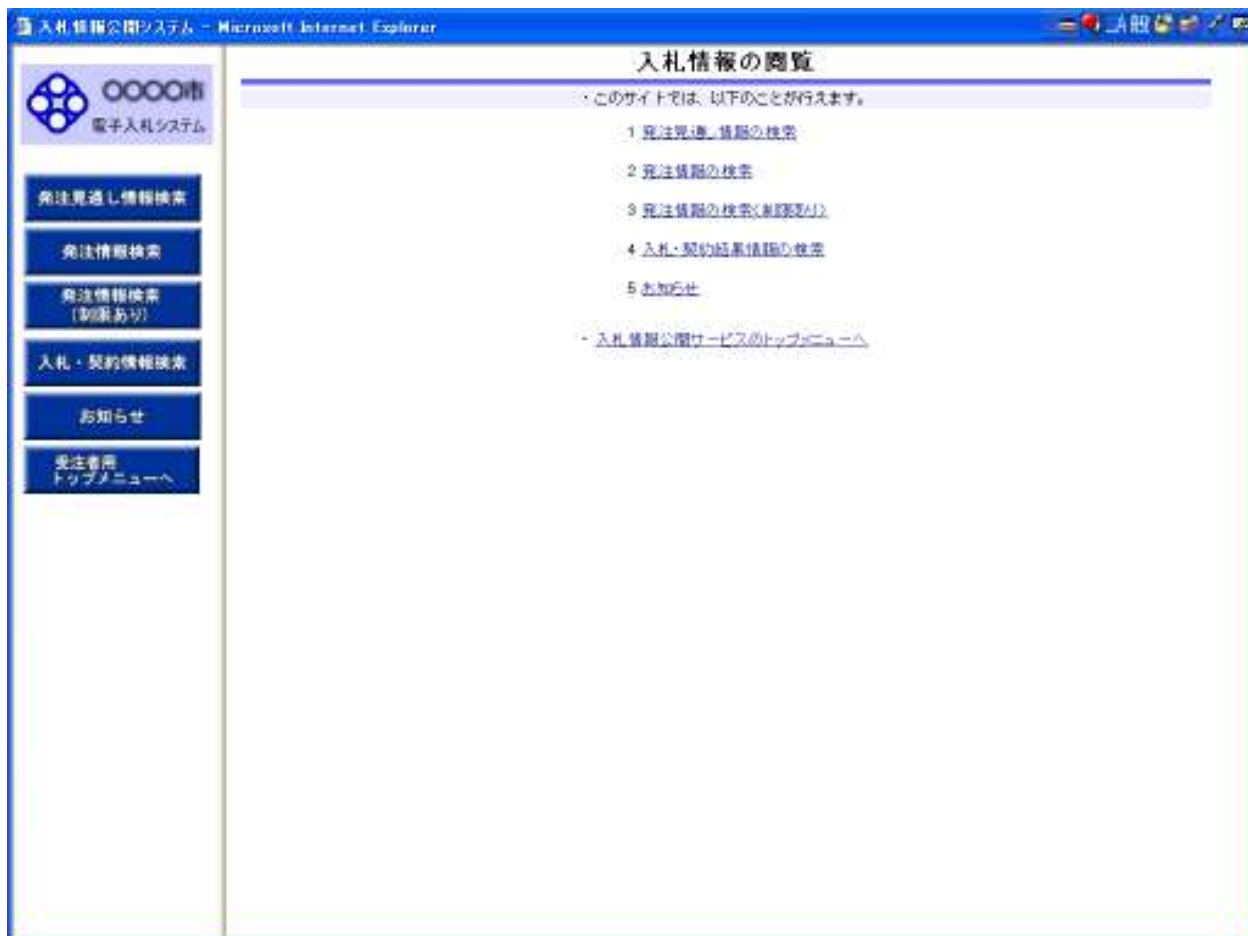 入札情報公開システム - Microsoft Internet Explorer
A 般
〇〇〇〇市
電子入札システム
発注見通し情報検索
発注情報検索
発注情報検索
(制限あり)
入札・契約情報検索
お知らせ
受注者用
トップメニューへ
入札情報の閲覧
・このサイトでは、以下のことが行えます。
1 発注見通し情報の検索
2 発注情報の検索
3 発注情報の検索(制限あり)
4 入札・契約結果情報の検索
5 お知らせ
・ 入札情報公開サービスのトップメニューへ